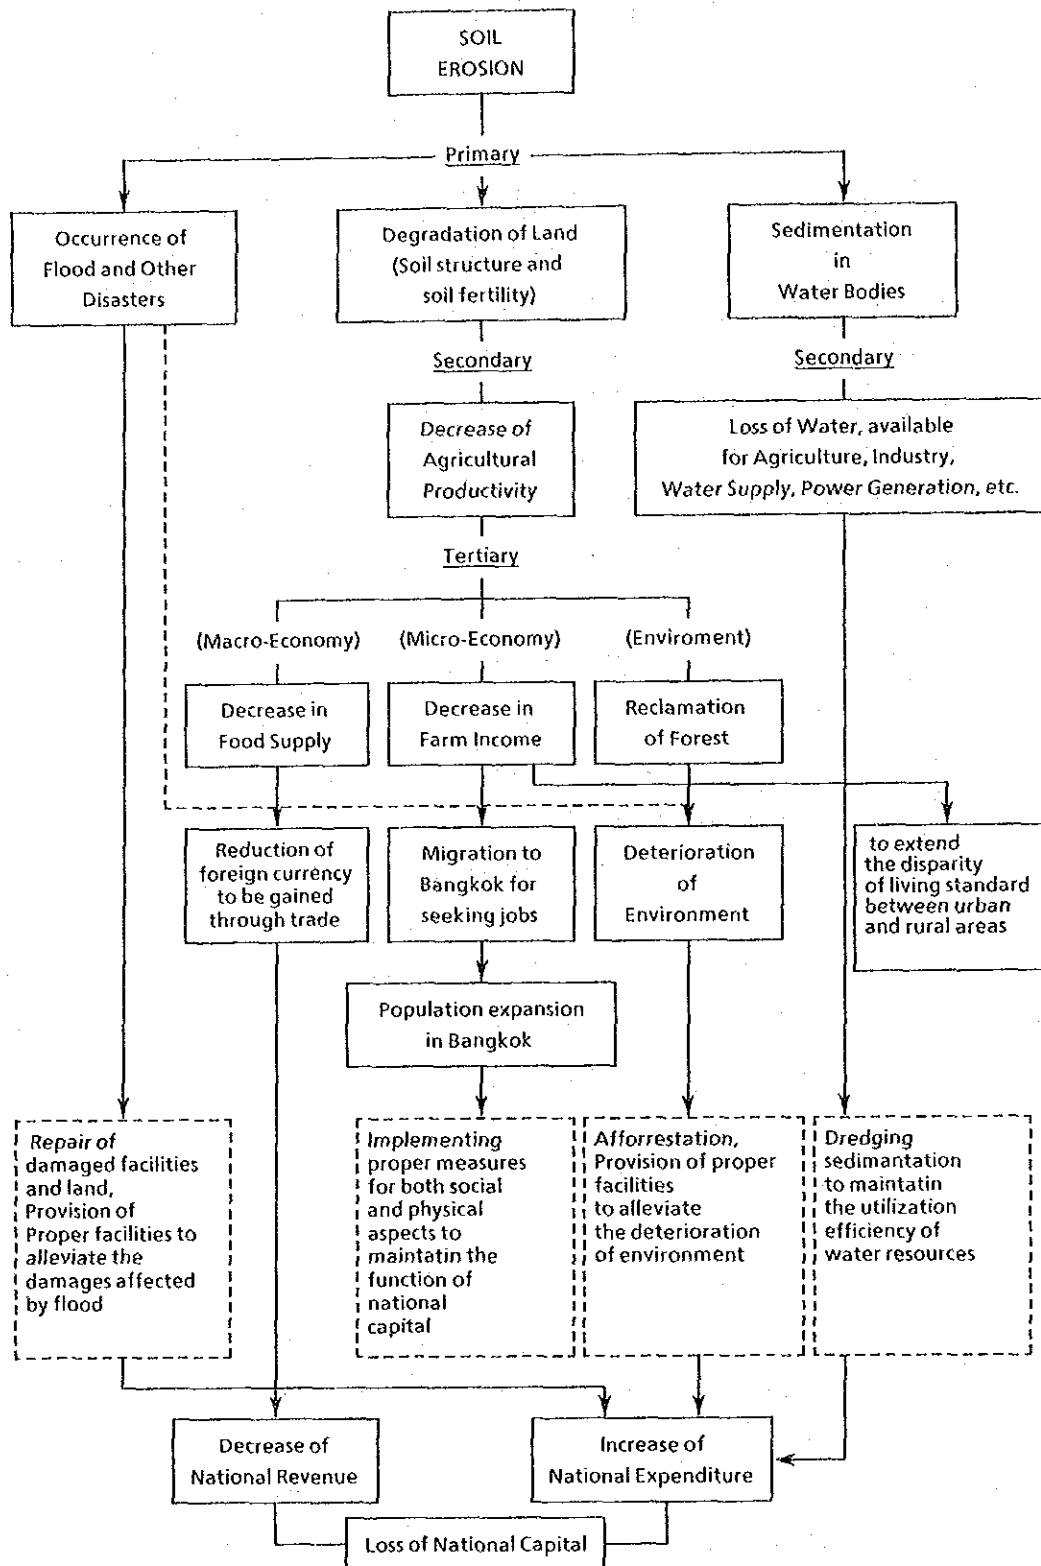 SOIL
EROSION
Primary
Occurrence of
Flood and Other
Disasters
Degradation of Land
(Soil structure and
soil fertility)
Sedimentation
in
Water Bodies
Secondary
Secondary
Decrease of
Agricultural
Productivity
Loss of Water, available
for Agriculture, Industry,
Water Supply, Power Generation, etc.
Tertiary
(Macro-Economy)
(Micro-Economy)
(Enviroment)
Decrease in
Food Supply
Decrease in
Farm Income
Reclamation
of Forest
Reduction of
foreign currency
to be gained
through trade
Migration to
Bangkok for
seeking jobs
Deterioration
of
Environment
to extend
the disparity
of living standard
between urban
and rural areas
Population expansion
in Bangkok
Repair of
damaged facilities
and land,
Provision of
Proper facilities to
alleviate the
damages affected
by flood
Implementing
proper measures
for both social
and physical
aspects to
maintatin the
function of
national
capital
Afforrestation,
Provision of proper
facilities
to alleviate
the deterioration
of environment
Dredging
sedimantation
to maintatin
the utilization
efficiency of
water resources
Decrease of
National Revenue
Increase of
National Expenditure
Loss of National Capital